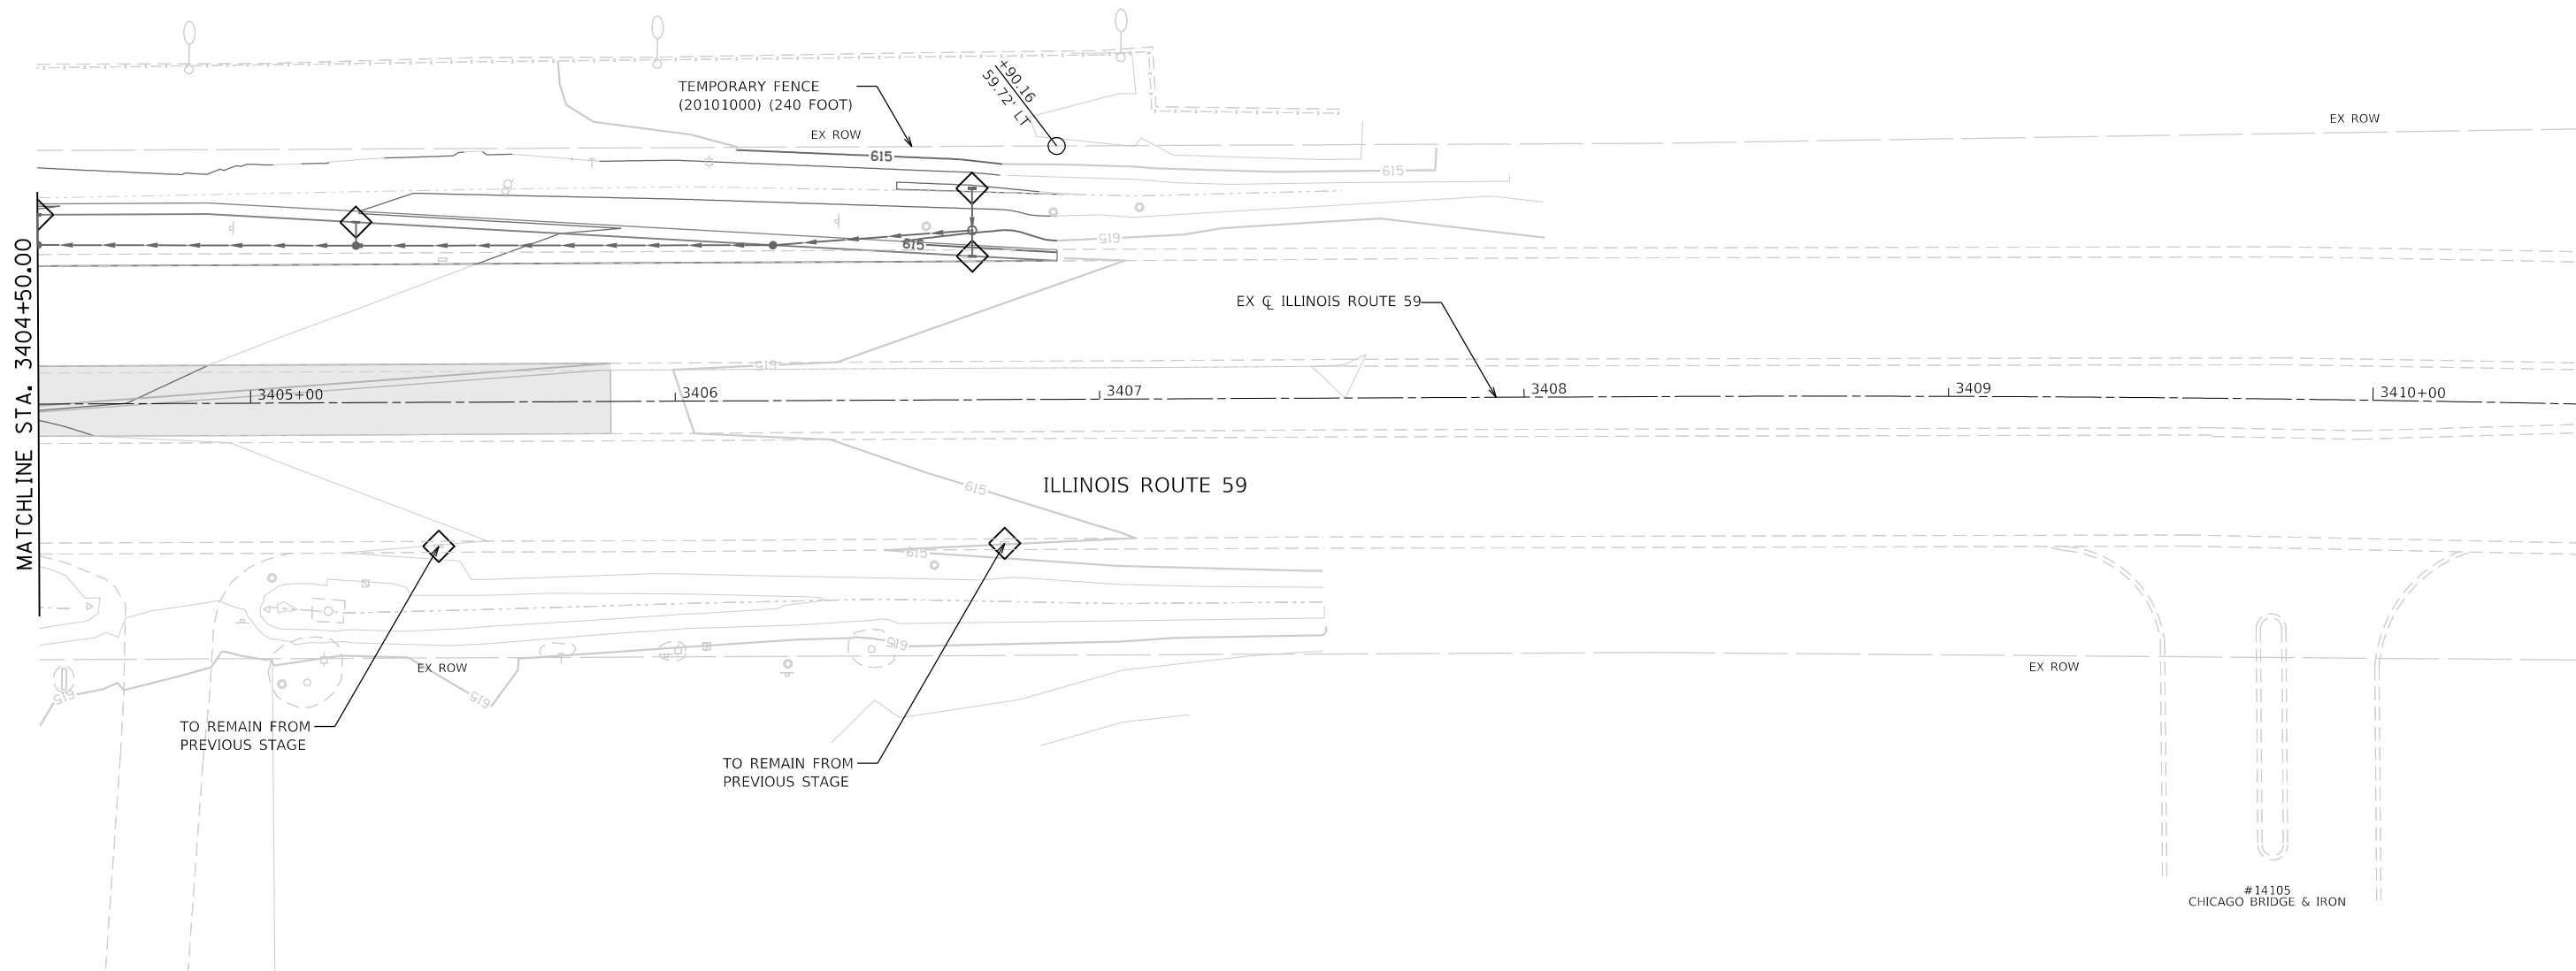 TEMPORARY FENCE
(20101000) (240 FOOT)
+90.16
59.72' LT
EX ROW
EX ROW
615
615
615
615
MATCHLINE STA. 3404+50.00
EX ℄ ILLINOIS ROUTE 59
615
3405+00
3406
3407
3408
3409
3410+00
615
ILLINOIS ROUTE 59
615
615
EX ROW
EX ROW
615
615
TO REMAIN FROM
PREVIOUS STAGE
TO REMAIN FROM
PREVIOUS STAGE
#14105
CHICAGO BRIDGE & IRON